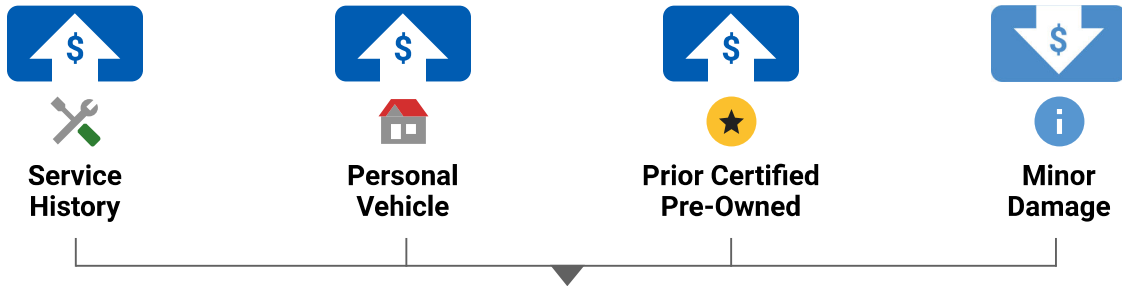 $ $ $ $
i
Service
History
Personal
Vehicle
Prior Certified
Pre-Owned
Minor
Damage